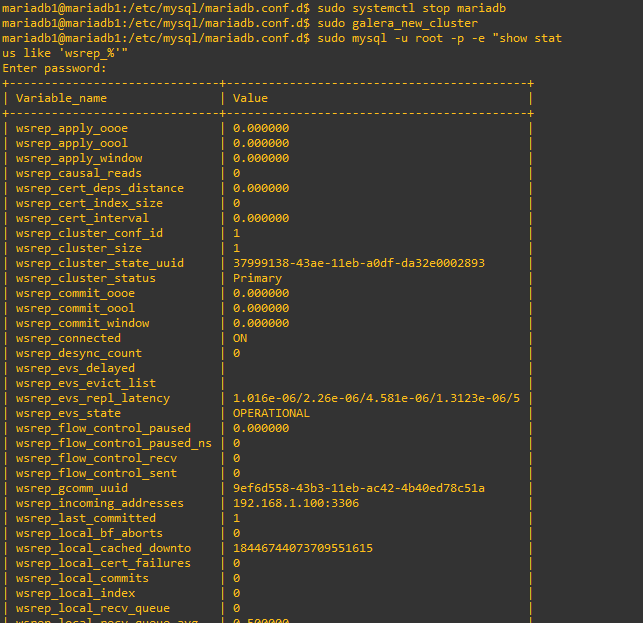 mariadb1@mariadb1:/etc/mysql/mariadb.conf.d$ sudo systemctl stop mariadb
mariadb1@mariadb1:/etc/mysql/mariadb.conf.d$ sudo galera_new_cluster
mariadb1@mariadb1:/etc/mysql/mariadb.conf.d$ sudo mysql -u root -p -e "show stat
us like 'wsrep_%'"
Enter password:
+------------------------------+------------------------------------------+
| Variable_name | Value |
+------------------------------+------------------------------------------+
| wsrep_apply_oooe | 0.000000 |
| wsrep_apply_oool | 0.000000 |
| wsrep_apply_window | 0.000000 |
| wsrep_causal_reads | 0 |
| wsrep_cert_deps_distance | 0.000000 |
| wsrep_cert_index_size | 0 |
| wsrep_cert_interval | 0.000000 |
| wsrep_cluster_conf_id | 1 |
| wsrep_cluster_size | 1 |
| wsrep_cluster_state_uuid | 37999138-43ae-11eb-a0df-da32e0002893 |
| wsrep_cluster_status | Primary |
| wsrep_commit_oooe | 0.000000 |
| wsrep_commit_oool | 0.000000 |
| wsrep_commit_window | 0.000000 |
| wsrep_connected | ON |
| wsrep_desync_count | 0 |
| wsrep_evs_delayed | |
| wsrep_evs_evict_list | |
| wsrep_evs_repl_latency | 1.016e-06/2.26e-06/4.581e-06/1.3123e-06/5 |
| wsrep_evs_state | OPERATIONAL |
| wsrep_flow_control_paused | 0.000000 |
| wsrep_flow_control_paused_ns | 0 |
| wsrep_flow_control_recv | 0 |
| wsrep_flow_control_sent | 0 |
| wsrep_gcomm_uuid | 9ef6d558-43b3-11eb-ac42-4b40ed78c51a |
| wsrep_incoming_addresses | 192.168.1.100:3306 |
| wsrep_last_committed | 1 |
| wsrep_local_bf_aborts | 0 |
| wsrep_local_cached_downto | 18446744073709551615 |
| wsrep_local_cert_failures | 0 |
| wsrep_local_commits | 0 |
| wsrep_local_index | 0 |
| wsrep_local_recv_queue | 0 |
| wsrep_local_recv_queue_avg | 0.500000 |